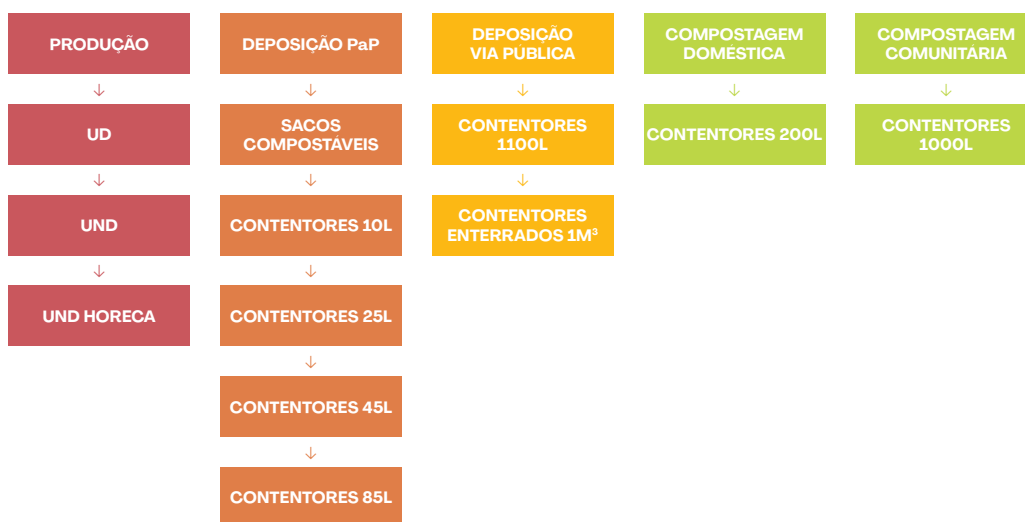 PRODUÇÃO
UD
UND
UND HORECA
DEPOSIÇÃO PaP
SACOS
COMPOSTÁVEIS
CONTENTORES 10L
CONTENTORES 25L
CONTENTORES 45L
CONTENTORES 85L
DEPOSIÇÃO
VIA PÚBLICA
CONTENTORES
1100L
CONTENTORES
ENTERRADOS 1M³
COMPOSTAGEM
DOMÉSTICA
CONTENTORES 200L
COMPOSTAGEM
COMUNITÁRIA
CONTENTORES
1000L